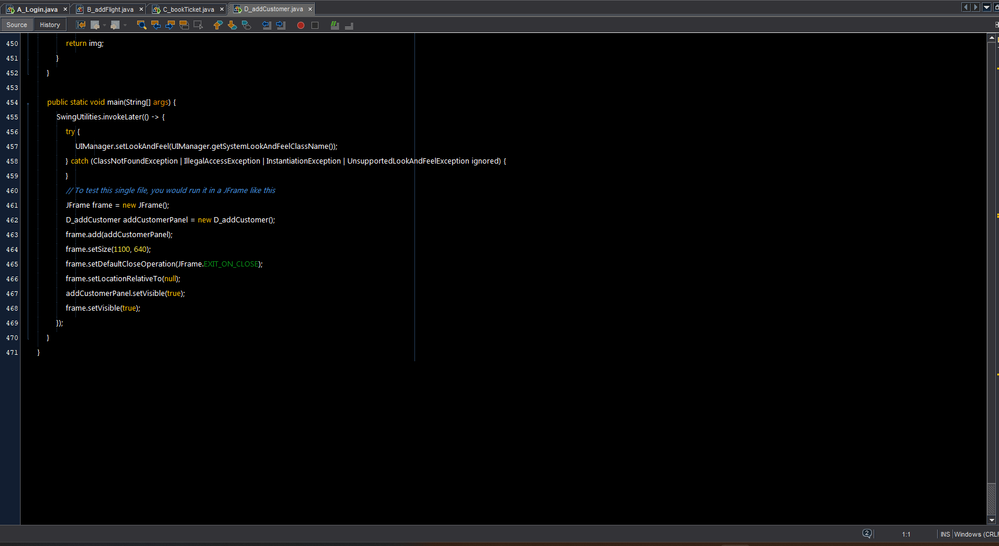 A_Login.java × B_addFlight.java × C_bookTicket.java × D_addCustomer.java ×
Source History
450 return img;
451 }
452 }
453
454 public static void main(String[] args) {
455 SwingUtilities.invokeLater(() -> {
456 try {
457 UIManager.setLookAndFeel(UIManager.getSystemLookAndFeelClassName());
458 } catch (ClassNotFoundException | IllegalAccessException | InstantiationException | UnsupportedLookAndFeelException ignored) {
459 }
460 // To test this single file, you would run it in a JFrame like this
461 JFrame frame = new JFrame();
462 D_addCustomer addCustomerPanel = new D_addCustomer();
463 frame.add(addCustomerPanel);
464 frame.setSize(1100, 640);
465 frame.setDefaultCloseOperation(JFrame.EXIT_ON_CLOSE);
466 frame.setLocationRelativeTo(null);
467 addCustomerPanel.setVisible(true);
468 frame.setVisible(true);
469 });
470 }
471 }
2 1:1 INS Windows (CRLF